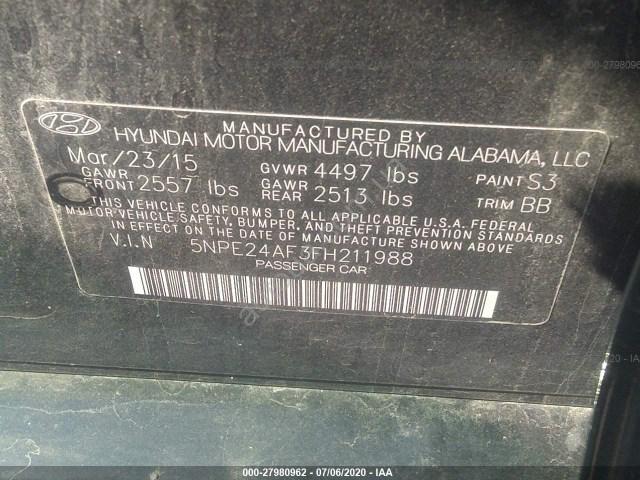 MANUFACTURED BY
HYUNDAI MOTOR MANUFACTURING ALABAMA, LLC
Mar/23/15 GVWR 4497 lbs PAINT S3
GAWR FRONT 2557 lbs GAWR REAR 2513 lbs TRIM BB
THIS VEHICLE CONFORMS TO ALL APPLICABLE U.S.A. FEDERAL
MOTOR-VEHICLE, SAFETY, BUMPER, AND THEFT PREVENTION STANDARDS
IN EFFECT ON THE DATE OF MANUFACTURE SHOWN ABOVE
V.I.N 5NPE24AF3FH211988
PASSENGER CAR
000-27980962 - 07/06/2020 - IAA